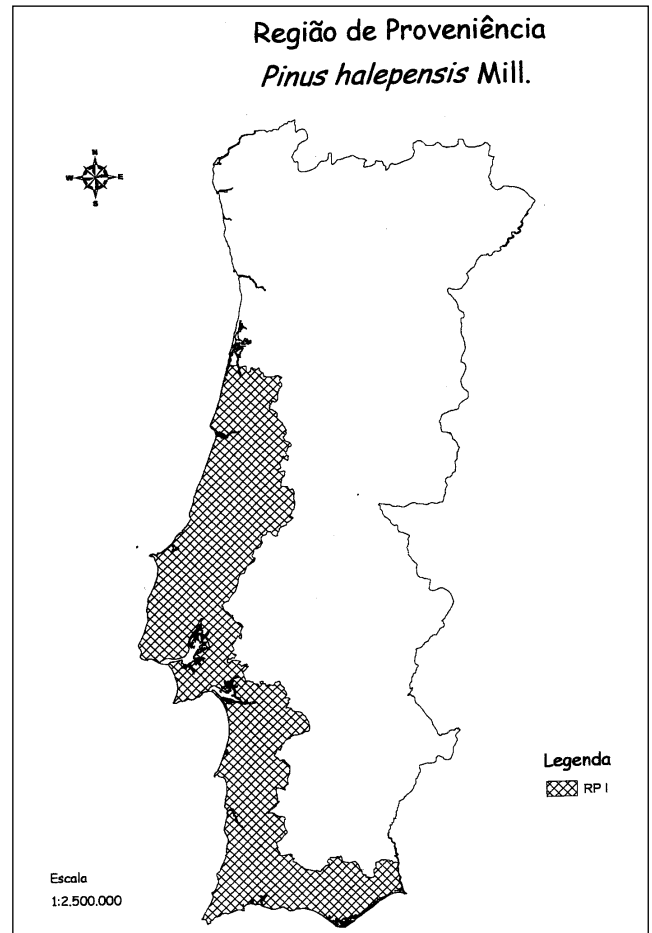 Região de Proveniência
Pinus halepensis Mill.
N
W E
S
Legenda
RP I
Escala
1:2.500.000